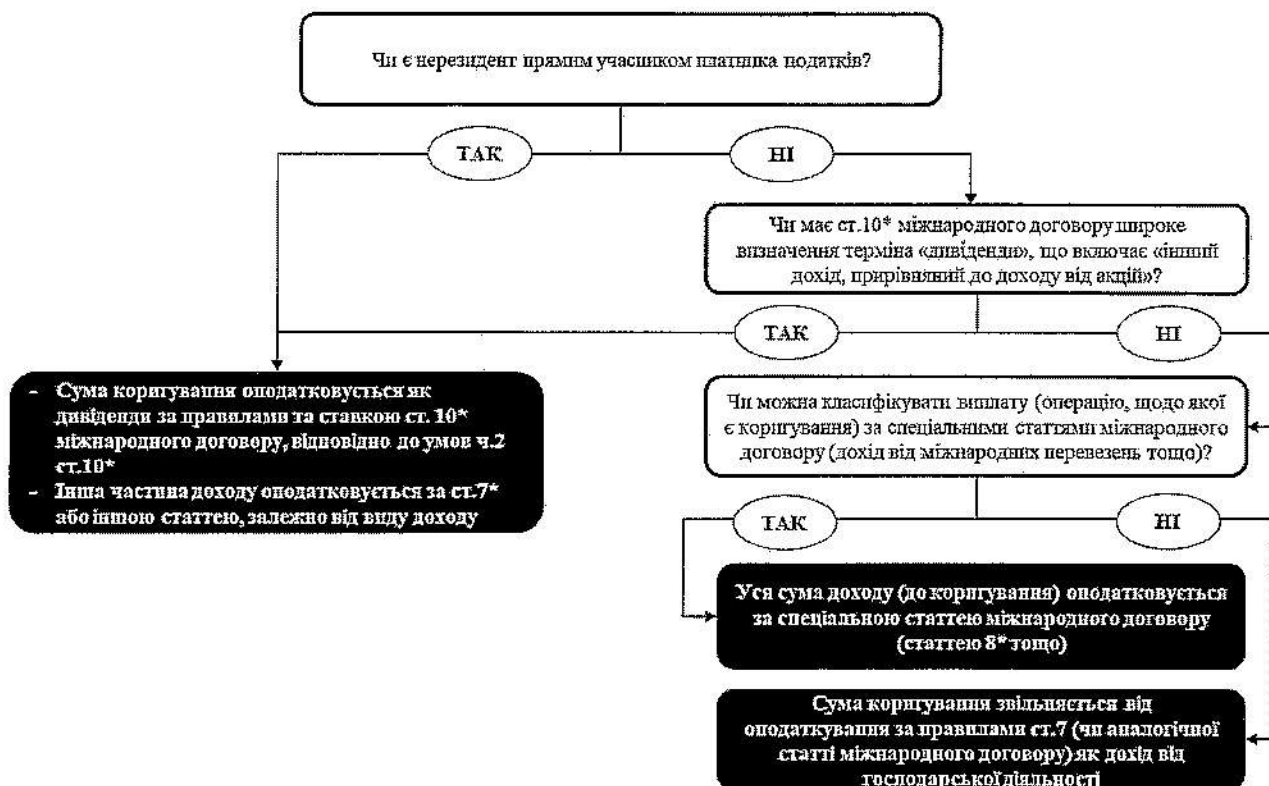 Чи є нерезидент прямим учасником платника податків?
ТАК
НІ
Чи має ст.10* міжнародного договору широке
визначення терміна «дивіденди», що включає «інший
дохід, прирівняний до доходу від акцій»?
ТАК
НІ
- Сума коригування оподатковується як
дивіденди за правилами та ставкою ст. 10*
міжнародного договору, відповідно до умов ч.2
ст.10*
- Інша частина доходу оподатковується за ст.7*
або іншою статтею, залежно від виду доходу
Чи можна класифікувати виплату (операцію, щодо якої
є коригування) за спеціальними статтями міжнародного
договору (дохід від міжнародних перевезень тощо)?
ТАК
НІ
Уся сума доходу (до коригування) оподатковується
за спеціальною статтею міжнародного договору
(статтею 8* тощо)
Сума коригування звільняється від
оподаткування за правилами ст.7 (чи аналогічної
статті міжнародного договору) як дохід від
господарської діяльності